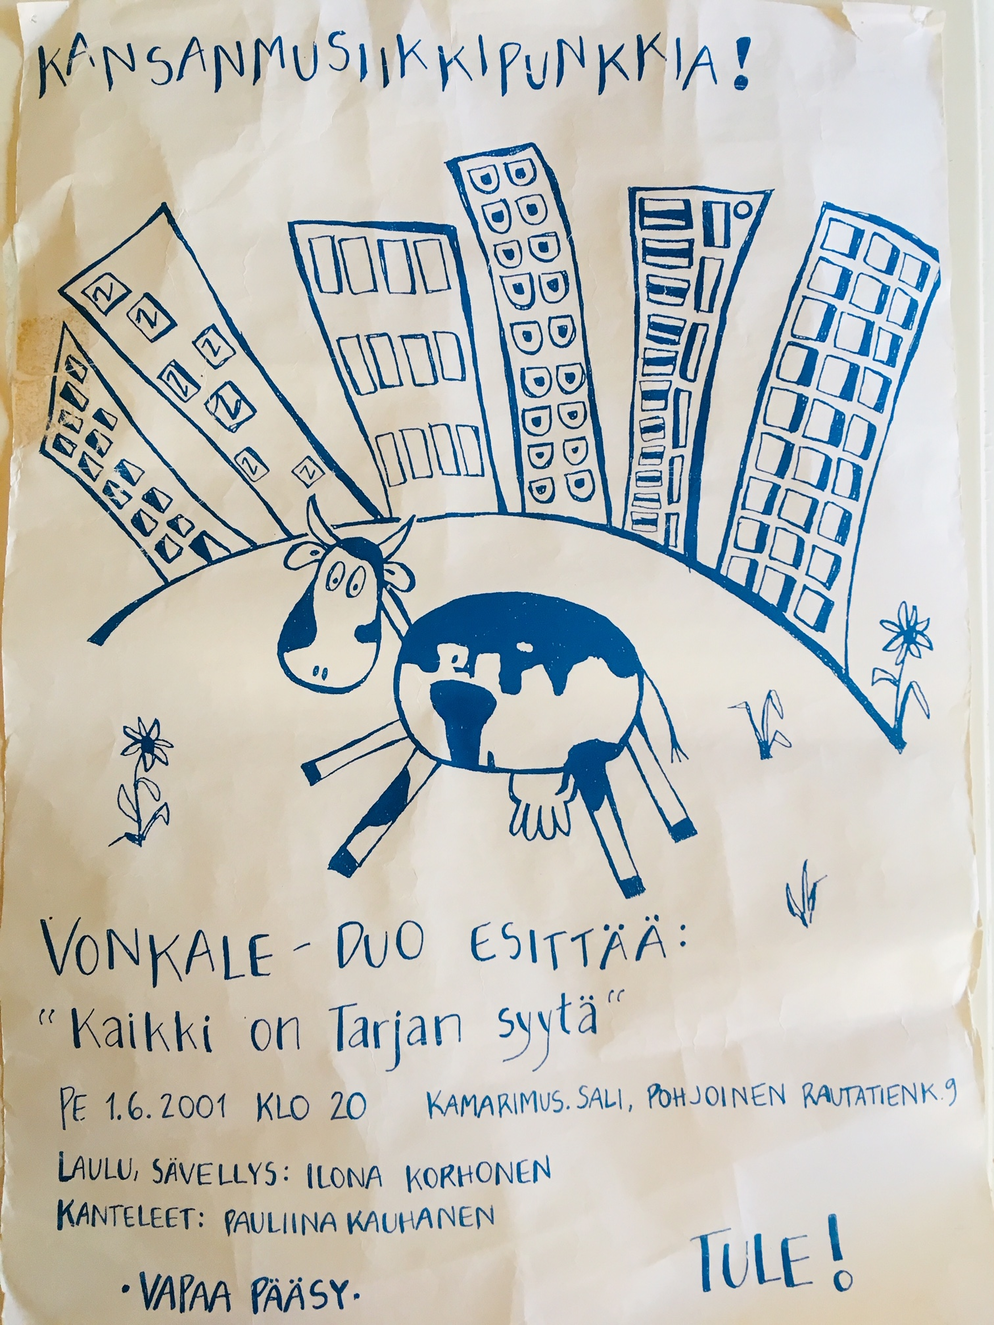 KANSANMUSIIKKIPUNKKIA!
VONKALE - DUO ESITTÄÄ:
"Kaikki on Tarjan syytä"
PE 1.6.2001 KLO 20 KAMARIMUS.SALI, POHJOINEN RAUTATIENK.9
LAULU, SÄVELLYS: ILONA KORHONEN
KANTELEET: PAULIINA KAUHANEN
TULE!
·VAPAA PÄÄSY·